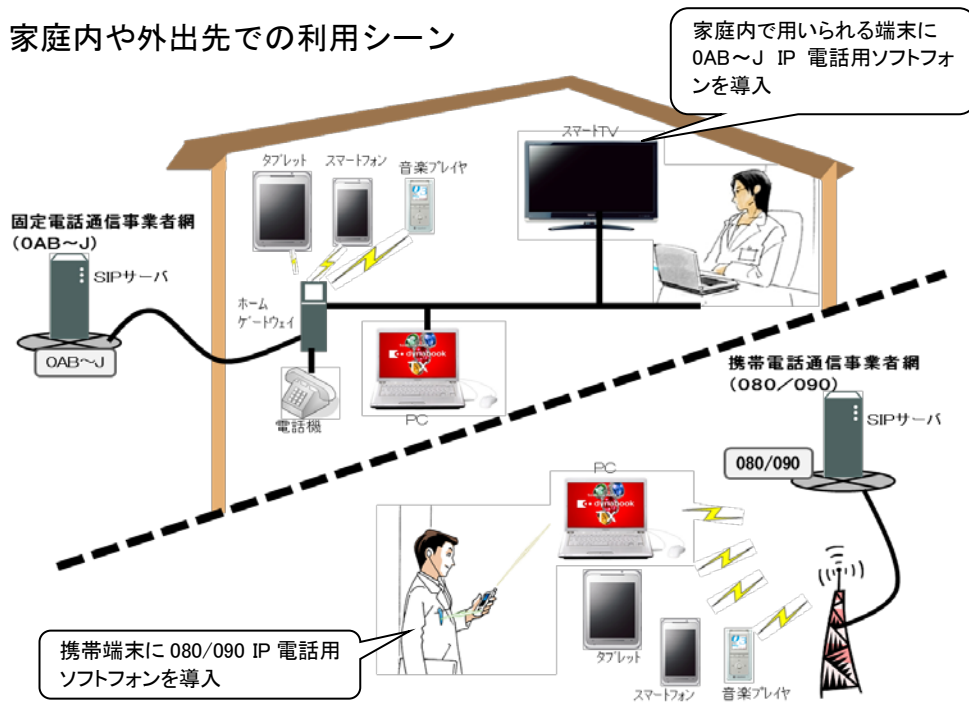 家庭内や外出先での利用シーン
家庭内で用いられる端末に
0AB～J IP 電話用ソフトフォ
ンを導入
スマートTV
タブレット
スマートフォン
音楽プレイヤ
固定電話通信事業者網
(0AB～J)
SIPサーバ
0AB～J
ホーム
ゲートウェイ
dynabook
TX
電話機
PC
携帯電話通信事業者網
(080／090)
SIPサーバ
080/090
PC
dynabook
TX
タブレット
スマートフォン
音楽プレイヤ
携帯端末に 080/090 IP 電話用
ソフトフォンを導入